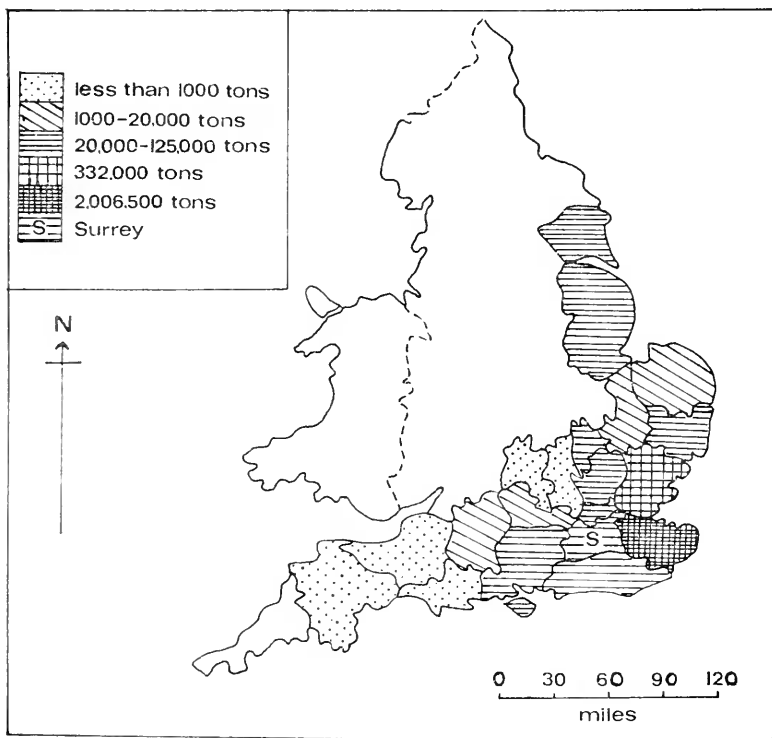 less than 1000 tons
1000-20.000 tons
20,000-125,000 tons
332.000 tons
2,006.500 tons
S Surrey
N
S
0 30 60 90 120
miles